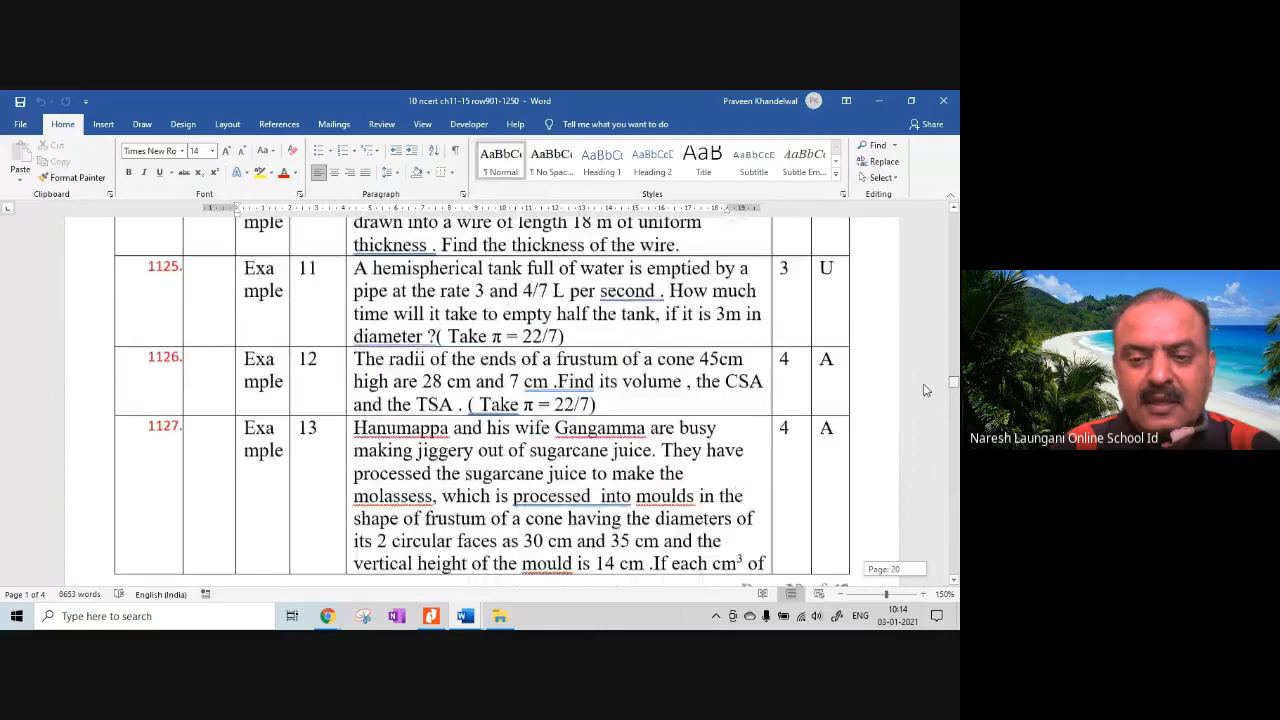 10 ncert ch11-15 row901-1250 - Word
Praveen Khandelwal
PK
File Home Insert Draw Design Layout References Mailings Review View Developer Help Tell me what you want to do
Share
Paste
Cut
Copy
Format Painter
Clipboard
Times New Ro 14
Font
Paragraph
AaBbCc
¶ Normal
AaBbCc
¶ No Spac...
AaBbCc
Heading 1
AaBbCcE
Heading 2
AaB
Title
AaBbCcD
Subtitle
AaBbCc
Subtle Em...
Styles
Find
Replace
Select
Editing
mple
drawn into a wire of length 18 m of uniform
thickness . Find the thickness of the wire.
1125.
Exa
mple
11
A hemispherical tank full of water is emptied by a
pipe at the rate 3 and 4/7 L per second . How much
time will it take to empty half the tank, if it is 3m in
diameter ?( Take π = 22/7)
3
U
1126.
Exa
mple
12
The radii of the ends of a frustum of a cone 45cm
high are 28 cm and 7 cm .Find its volume , the CSA
and the TSA . ( Take π = 22/7)
4
A
1127.
Exa
mple
13
Hanumappa and his wife Gangamma are busy
making jiggery out of sugarcane juice. They have
processed the sugarcane juice to make the
molassess, which is processed into moulds in the
shape of frustum of a cone having the diameters of
its 2 circular faces as 30 cm and 35 cm and the
vertical height of the mould is 14 cm .If each cm³ of
4
A
Page: 20
Page 1 of 4 8653 words English (India)
150%
Type here to search
ENG
10:14
03-01-2021
Naresh Laungani Online School Id